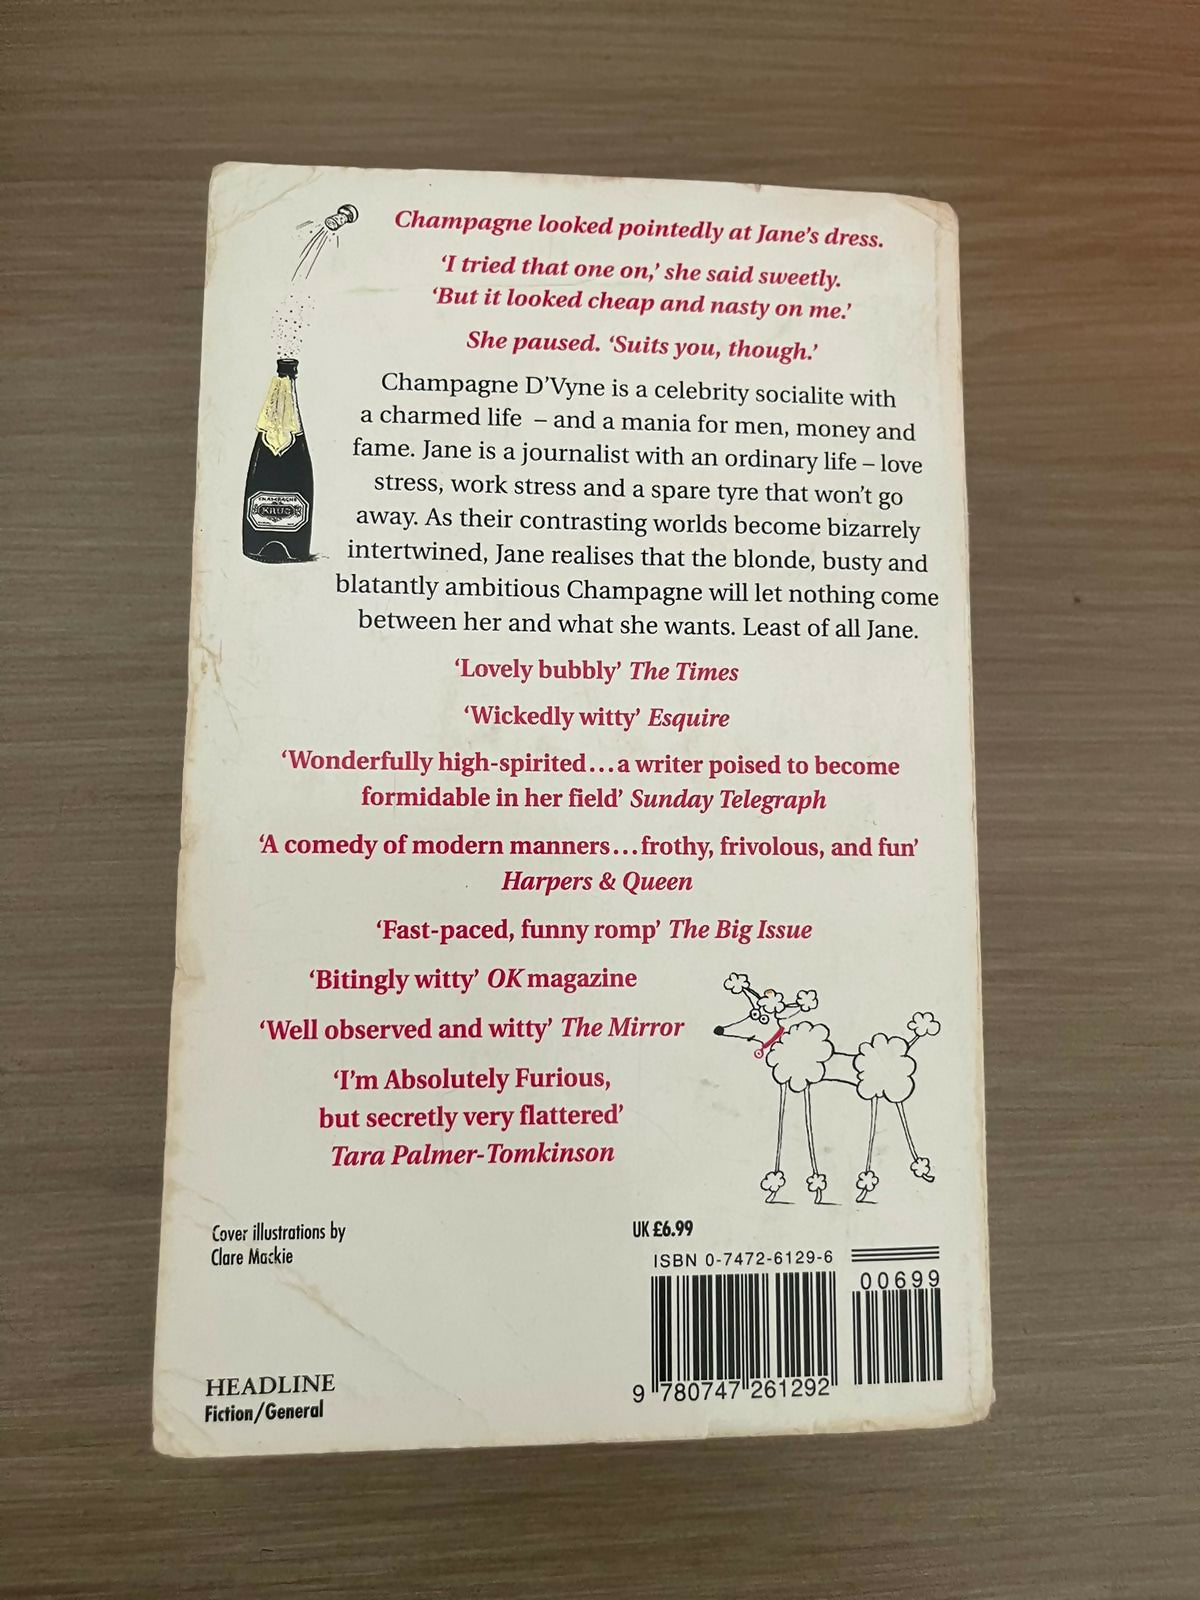 Champagne looked pointedly at Jane's dress.
'I tried that one on,' she said sweetly.
'But it looked cheap and nasty on me.'
She paused. 'Suits you, though.'
Champagne D'Vyne is a celebrity socialite with
a charmed life – and a mania for men, money and
fame. Jane is a journalist with an ordinary life – love
stress, work stress and a spare tyre that won't go
away. As their contrasting worlds become bizarrely
intertwined, Jane realises that the blonde, busty and
blatantly ambitious Champagne will let nothing come
between her and what she wants. Least of all Jane.
CHAMPAGNE
KRUG
'Lovely bubbly' The Times
'Wickedly witty' Esquire
'Wonderfully high-spirited...a writer poised to become
formidable in her field' Sunday Telegraph
'A comedy of modern manners...frothy, frivolous, and fun'
Harpers & Queen
'Fast-paced, funny romp' The Big Issue
'Bitingly witty' OK magazine
'Well observed and witty' The Mirror
'I'm Absolutely Furious,
but secretly very flattered'
Tara Palmer-Tomkinson
Cover illustrations by
Clare Mackie
UK £6.99
ISBN 0-7472-6129-6
00699
9 780747 261292
HEADLINE
Fiction/General